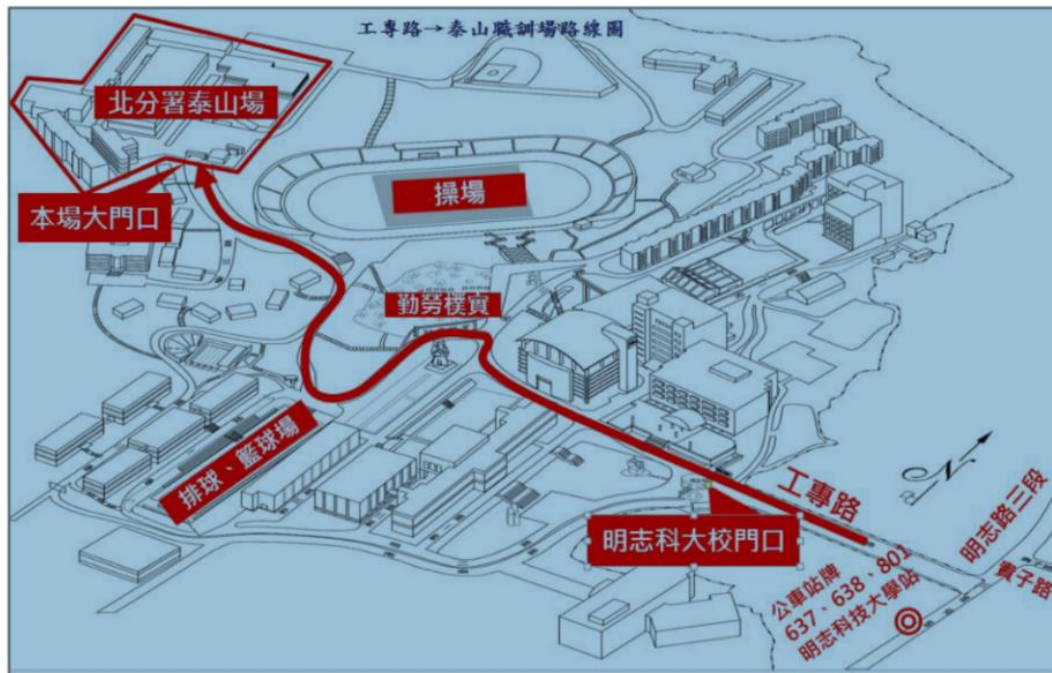 工專路→泰山職訓場路線圖
北分署泰山場
本場大門口
操場
勤勞樸實
排球、籃球場
工專路
明志科大校門口
明志路三段
貴子路
公車站牌
637、638、801
明志科技大學站